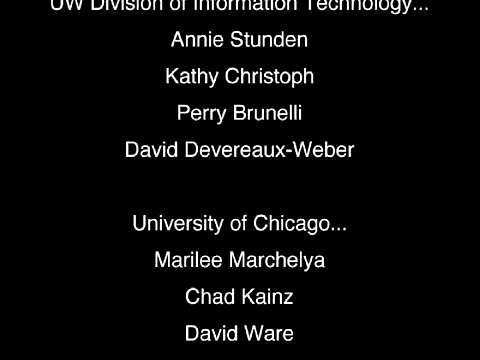 UW Division of Information Technology...
Annie Stunden
Kathy Christoph
Perry Brunelli
David Devereaux-Weber
University of Chicago...
Marilee Marchelya
Chad Kainz
David Ware